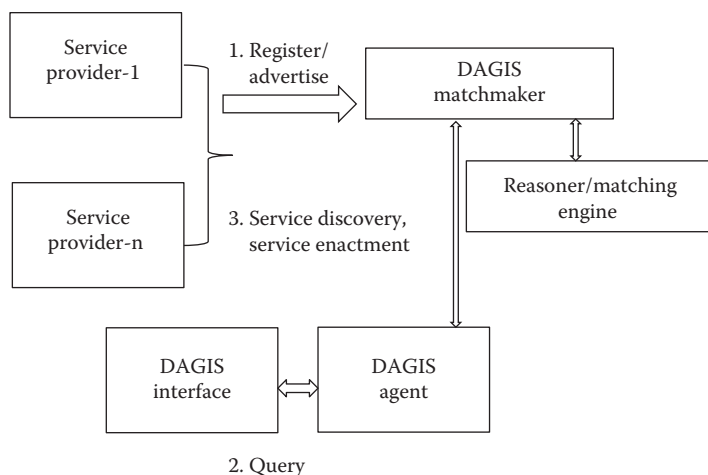 Service
provider-1
1. Register/
advertise
DAGIS
matchmaker
Reasoner/matching
engine
Service
provider-n
3. Service discovery,
service enactment
DAGIS
interface
DAGIS
agent
2. Query